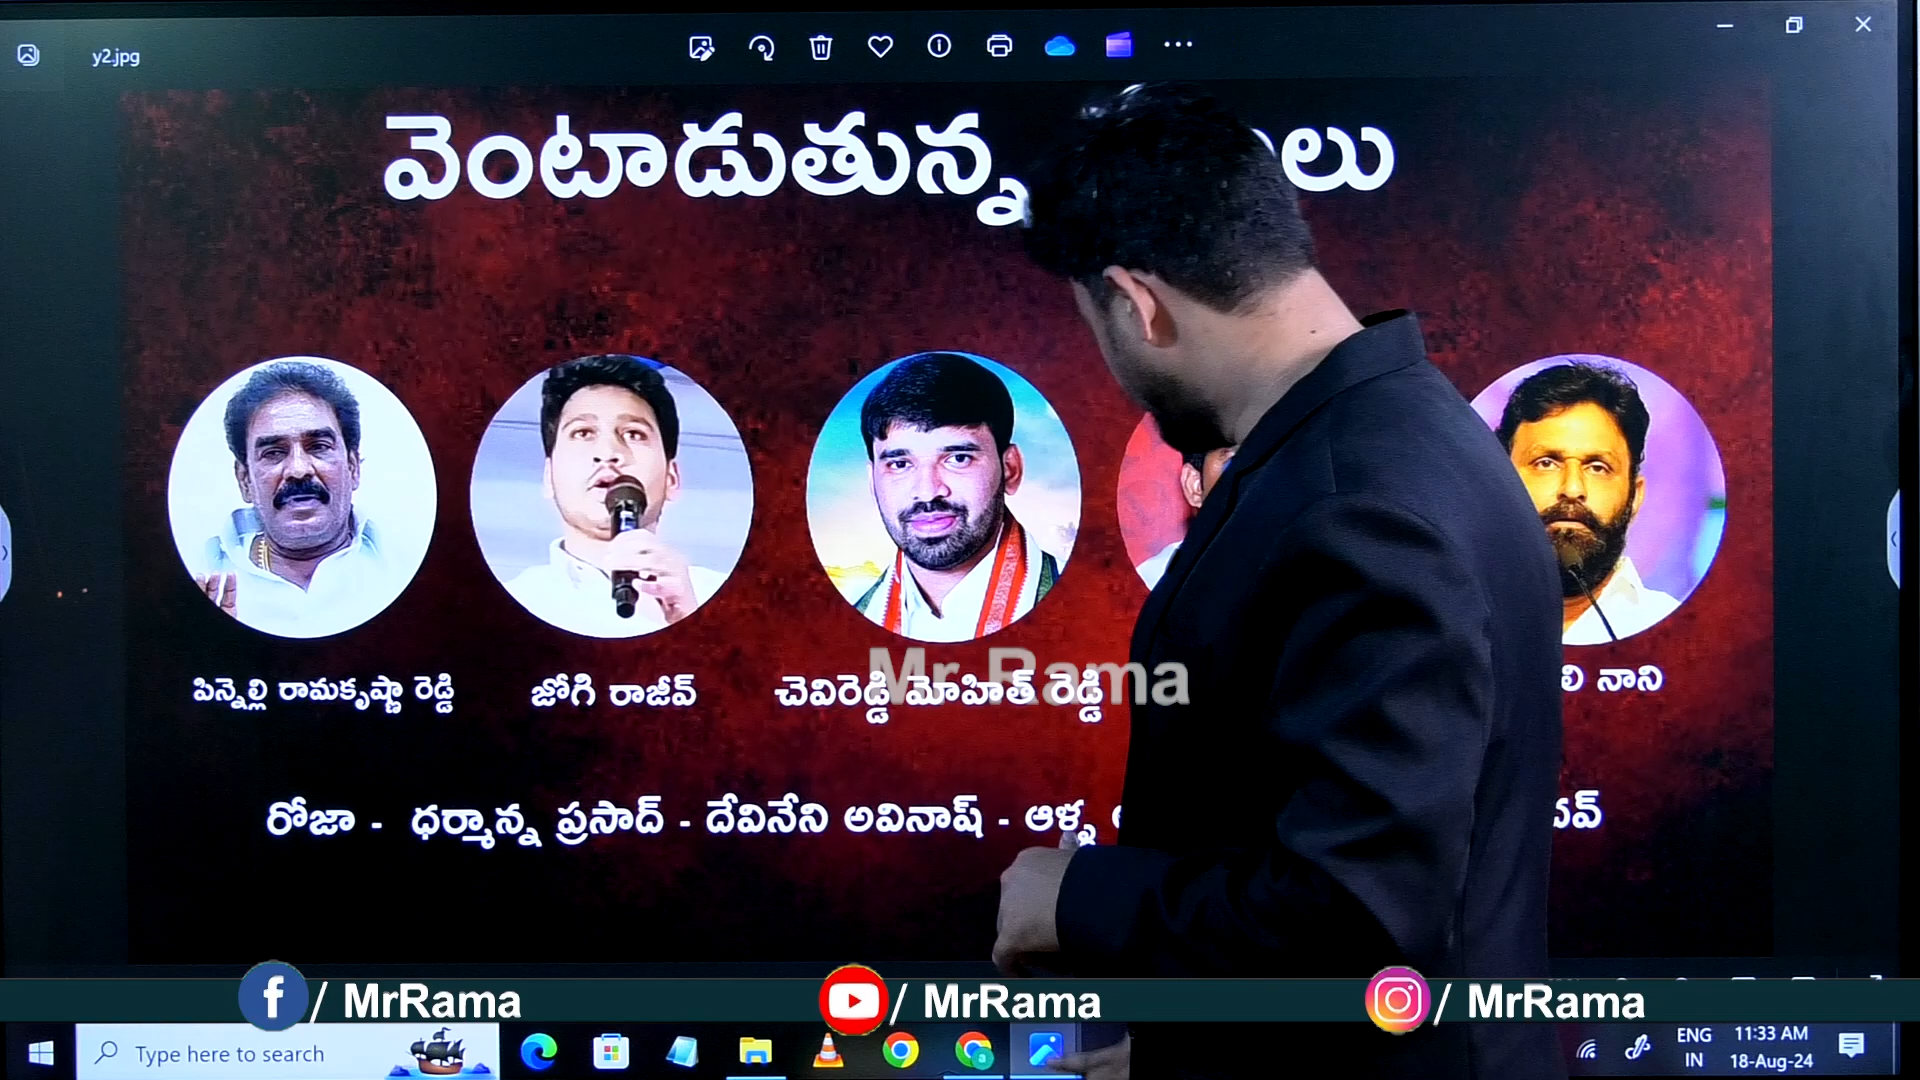 y2.jpg
వెంటాడుతున్న
పిన్నెల్లి రామకృష్ణా రెడ్డి
జోగి రాజీవ్
చెవిరెడ్డి మోహిత్ రెడ్డి
నాని
Mr Rama
రోజా - ధర్మాన్న ప్రసాద్ - దేవినేని అవినాష్ - ఆళ్ళ
/ MrRama
/ MrRama
/ MrRama
Type here to search
ENG
IN
11:33 AM
18-Aug-24